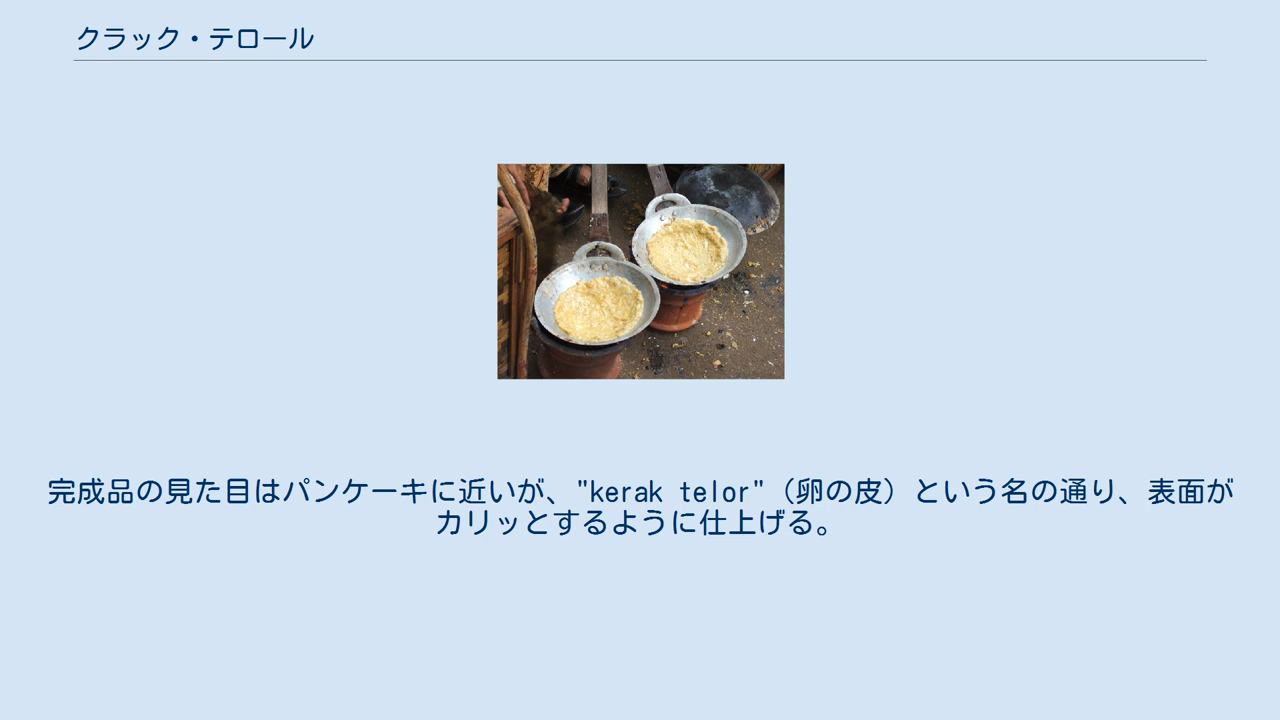 クラック・テロール
完成品の見た目はパンケーキに近いが、"kerak telor"（卵の皮）という名の通り、表面が
カリッとするように仕上げる。